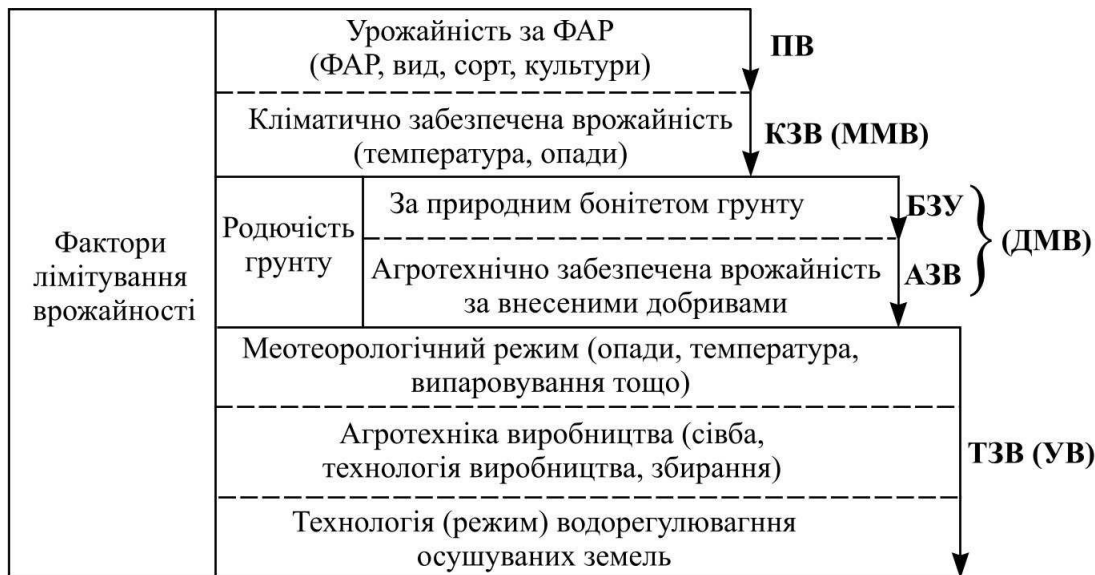 Фактори
лімітування
врожайності
Урожайність за ФАР
(ФАР, вид, сорт, культури)
ПВ
Кліматично забезпечена врожайність
(температура, опади)
КЗВ (ММВ)
Родючість
грунту
За природним бонітетом грунту
БЗУ
Агротехнічно забезпечена врожайність
за внесеними добривами
АЗВ
(ДМВ)
Меотеорологічний режим (опади, температура,
випаровування тощо)
Агротехніка виробництва (сівба,
технологія виробництва, збирання)
ТЗВ (УВ)
Технологія (режим) водорегулювагння
осушуваних земель